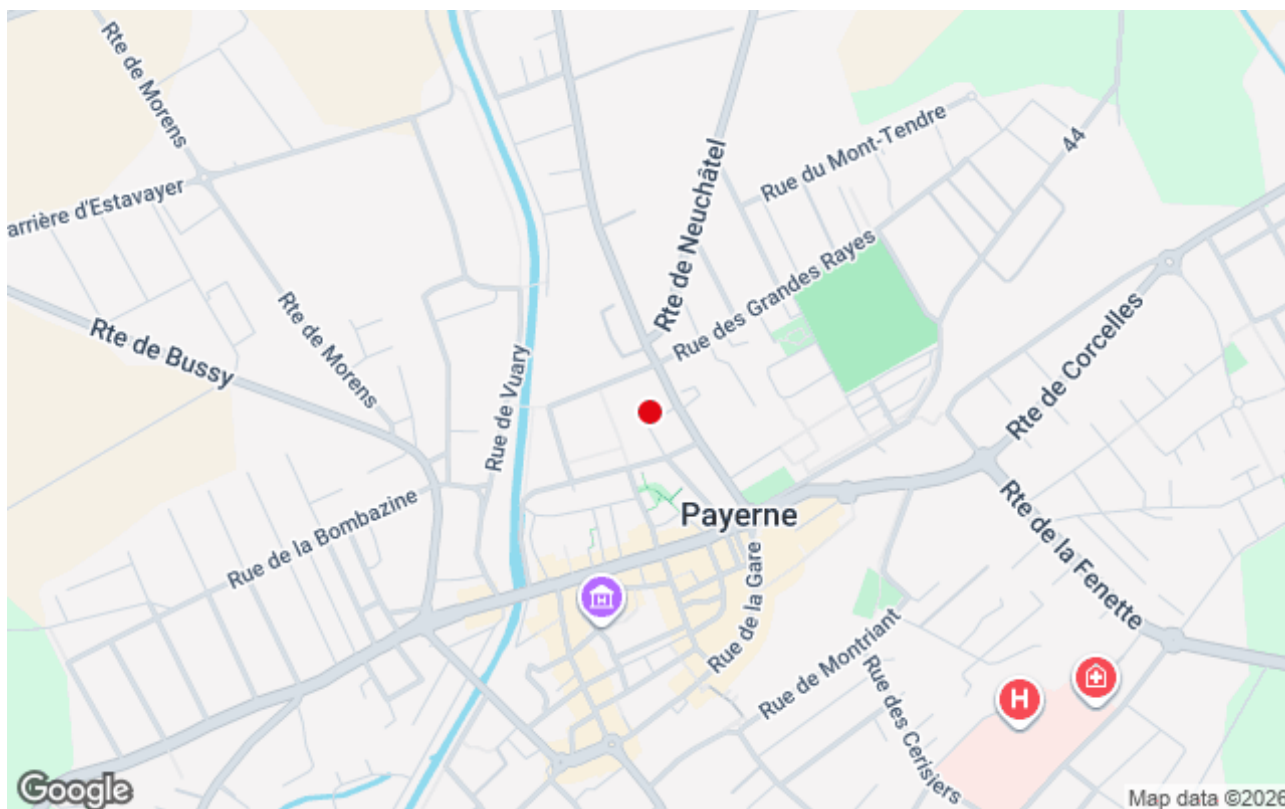 Rte de Morens
arrière d'Estavayer
Rte de Bussy
Rte de Morens
Rue de Vuary
Rue de la Bombazine
Rte de Neuchâtel
Rue du Mont-Tendre
44
Rue des Grandes Rayes
Rte de Corcelles
Payerne
Rte de la Fenette
Rue de la Gare
Rue de Montriant
Rue des Cerisiers
H
H
Google
Map data ©2026